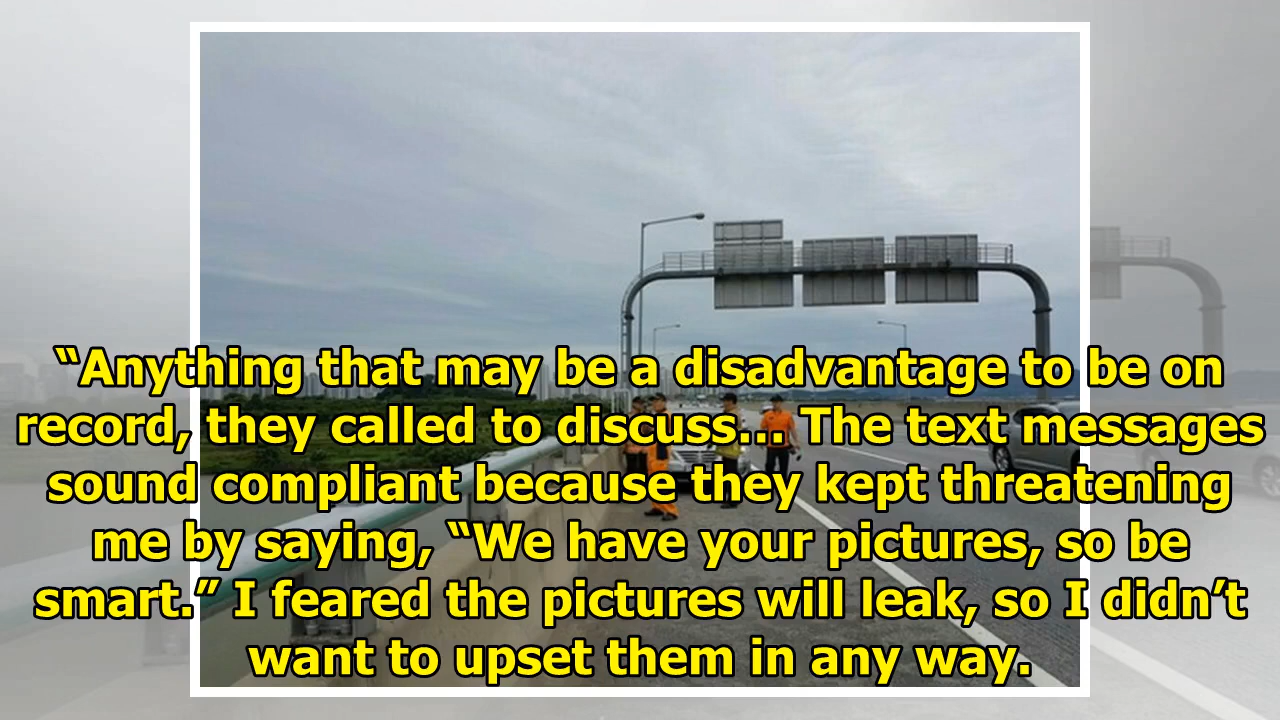 “Anything that may be a disadvantage to be on
record, they called to discuss... The text messages
sound compliant because they kept threatening
me by saying, “We have your pictures, so be
smart.” I feared the pictures will leak, so I didn’t
want to upset them in any way.